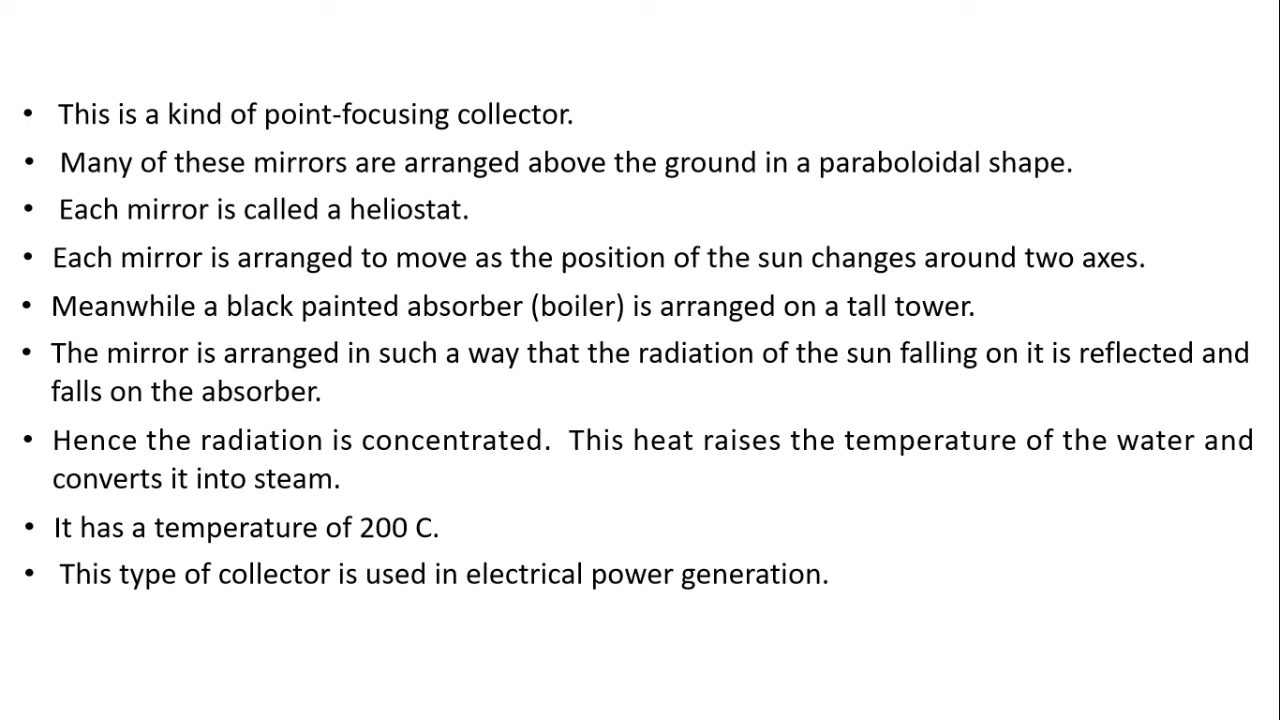 • This is a kind of point-focusing collector.
• Many of these mirrors are arranged above the ground in a paraboloidal shape.
• Each mirror is called a heliostat.
• Each mirror is arranged to move as the position of the sun changes around two axes.
• Meanwhile a black painted absorber (boiler) is arranged on a tall tower.
• The mirror is arranged in such a way that the radiation of the sun falling on it is reflected and
falls on the absorber.
• Hence the radiation is concentrated. This heat raises the temperature of the water and
converts it into steam.
• It has a temperature of 200 C.
• This type of collector is used in electrical power generation.